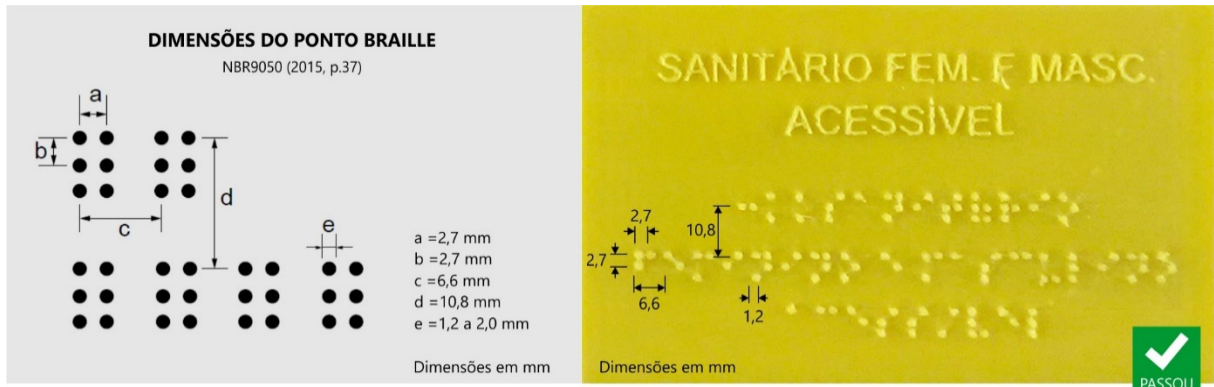 DIMENSÕES DO PONTO BRAILLE
NBR9050 (2015, p.37)
a
b
c
d
e
a =2,7 mm
b =2,7 mm
c =6,6 mm
d =10,8 mm
e =1,2 a 2,0 mm
Dimensões em mm
SANITÁRIO FEM. E MASC.
ACESSÍVEL
2,7
10,8
2,7
6,6
1,2
Dimensões em mm
PASSOU